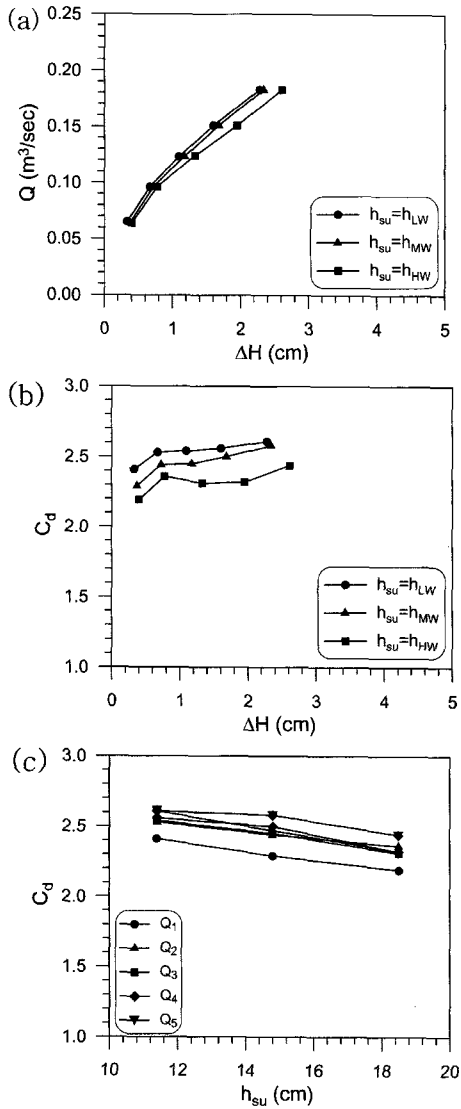 (a)
0.25
0.20
0.15
0.10
0.05
0.00
Q (m³/sec)
h_su=h_LW
h_su=h_MW
h_su=h_HW
0 1 2 3 4 5
ΔH (cm)
(b)
3.0
2.5
2.0
1.5
1.0
C_d
h_su=h_LW
h_su=h_MW
h_su=h_HW
0 1 2 3 4 5
ΔH (cm)
(c)
3.0
2.5
2.0
1.5
1.0
C_d
Q_1
Q_2
Q_3
Q_4
Q_5
10 12 14 16 18 20
h_su (cm)